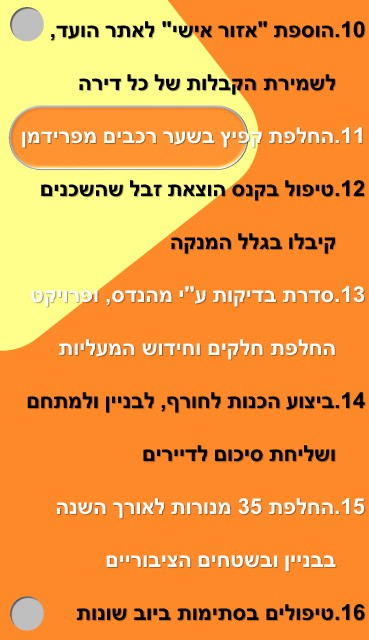 10.הוספת "אזור אישי" לאתר הועד,
לשמירת הקבלות של כל דירה
11.החלפת קפיץ בשער רכבים מפרידמן
12.טיפול בקנס הוצאת זבל שהשכנים
קיבלו בגלל המנקה
13.סדרת בדיקות ע"י מהנדס, ופרויקט
החלפת חלקים וחידוש המעליות
14.ביצוע הכנות לחורף, לבניין ולמתחם
ושליחת סיכום לדיירים
15.החלפת 35 מנורות לאורך השנה
בבניין ובשטחים הציבוריים
16.טיפולים בסתימות ביוב שונות